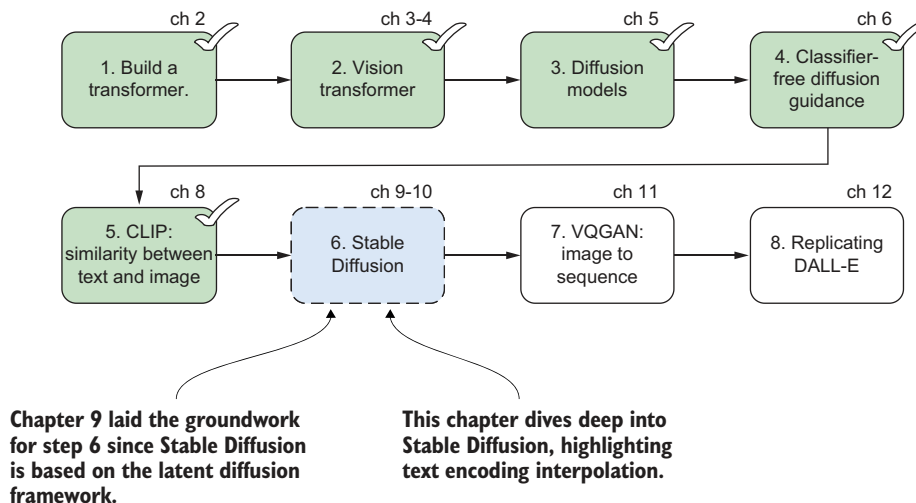 ch 2
ch 3-4
ch 5
ch 6
1. Build a
transformer.
2. Vision
transformer
3. Diffusion
models
4. Classifier-
free diffusion
guidance
ch 8
ch 9-10
ch 11
ch 12
5. CLIP:
similarity between
text and image
6. Stable
Diffusion
7. VQGAN:
image to
sequence
8. Replicating
DALL-E
Chapter 9 laid the groundwork
for step 6 since Stable Diffusion
is based on the latent diffusion
framework.
This chapter dives deep into
Stable Diffusion, highlighting
text encoding interpolation.